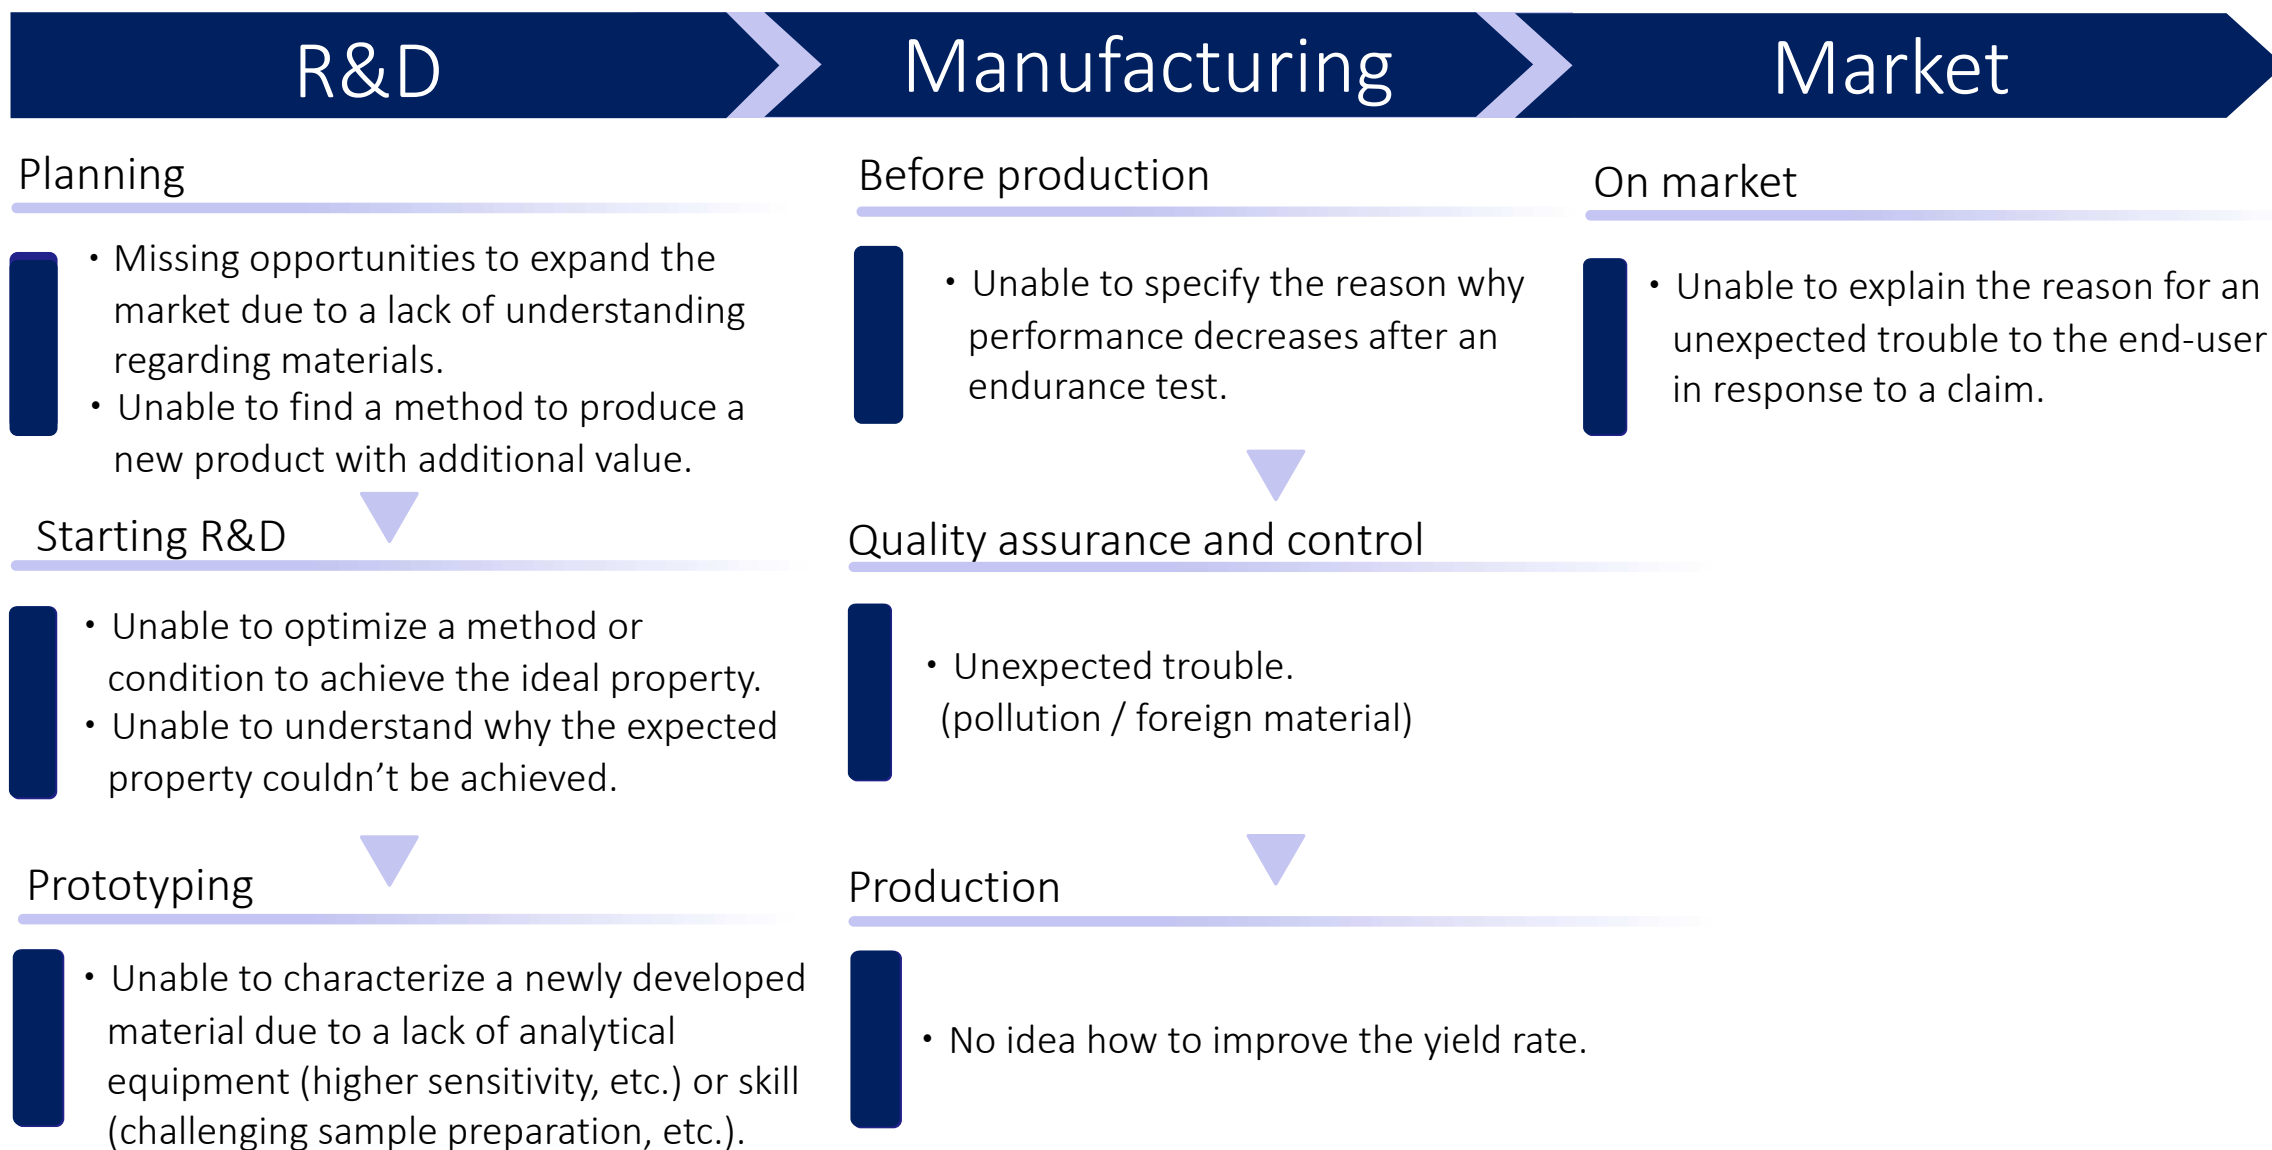 R&D
Manufacturing
Market
Planning
・Missing opportunities to expand the
market due to a lack of understanding
regarding materials.
・Unable to find a method to produce a
new product with additional value.
Starting R&D
・Unable to optimize a method or
condition to achieve the ideal property.
・Unable to understand why the expected
property couldn’t be achieved.
Prototyping
・Unable to characterize a newly developed
material due to a lack of analytical
equipment (higher sensitivity, etc.) or skill
(challenging sample preparation, etc.).
Before production
・Unable to specify the reason why
performance decreases after an
endurance test.
Quality assurance and control
・Unexpected trouble.
(pollution / foreign material)
Production
・No idea how to improve the yield rate.
On market
・Unable to explain the reason for an
unexpected trouble to the end-user
in response to a claim.